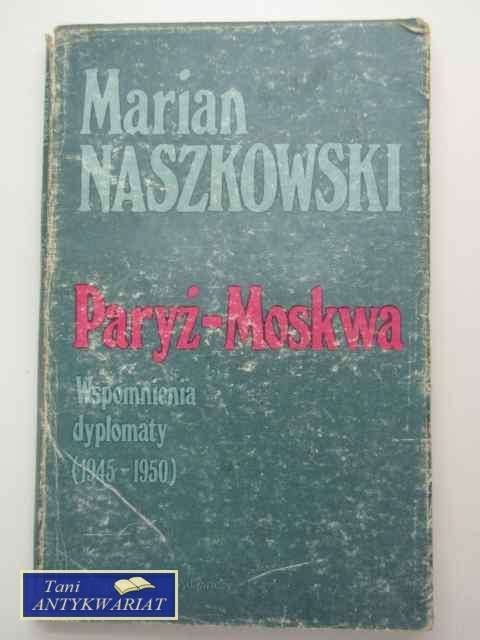 Marian
NASZKOWSKI
Paryż-Moskwa
Wspomnienia
dyplomaty
(1945-1950)
Tani
ANTYKWARIAT